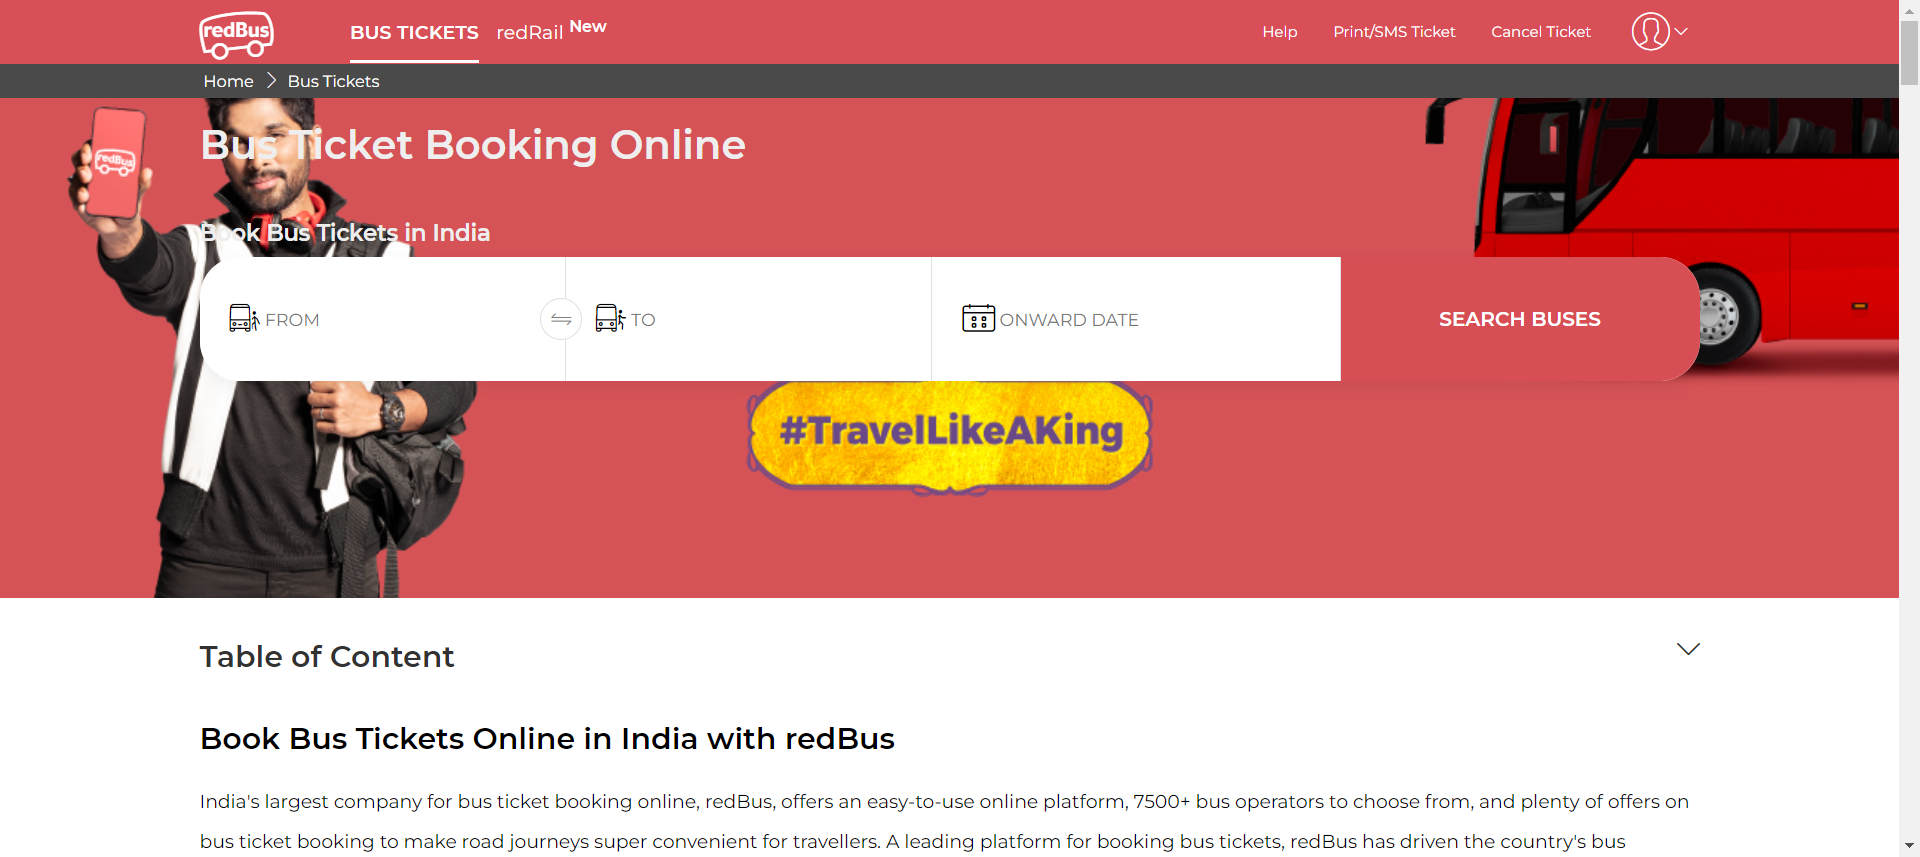 redBus
BUS TICKETS
redRail New
Help
Print/SMS Ticket
Cancel Ticket
Home
Bus Tickets
redBus
Bus Ticket Booking Online
Book Bus Tickets in India
FROM
TO
ONWARD DATE
SEARCH BUSES
#TravelLikeAKing
Table of Content
Book Bus Tickets Online in India with redBus
India's largest company for bus ticket booking online, redBus, offers an easy-to-use online platform, 7500+ bus operators to choose from, and plenty of offers on
bus ticket booking to make road journeys super convenient for travellers. A leading platform for booking bus tickets, redBus has driven the country's bus